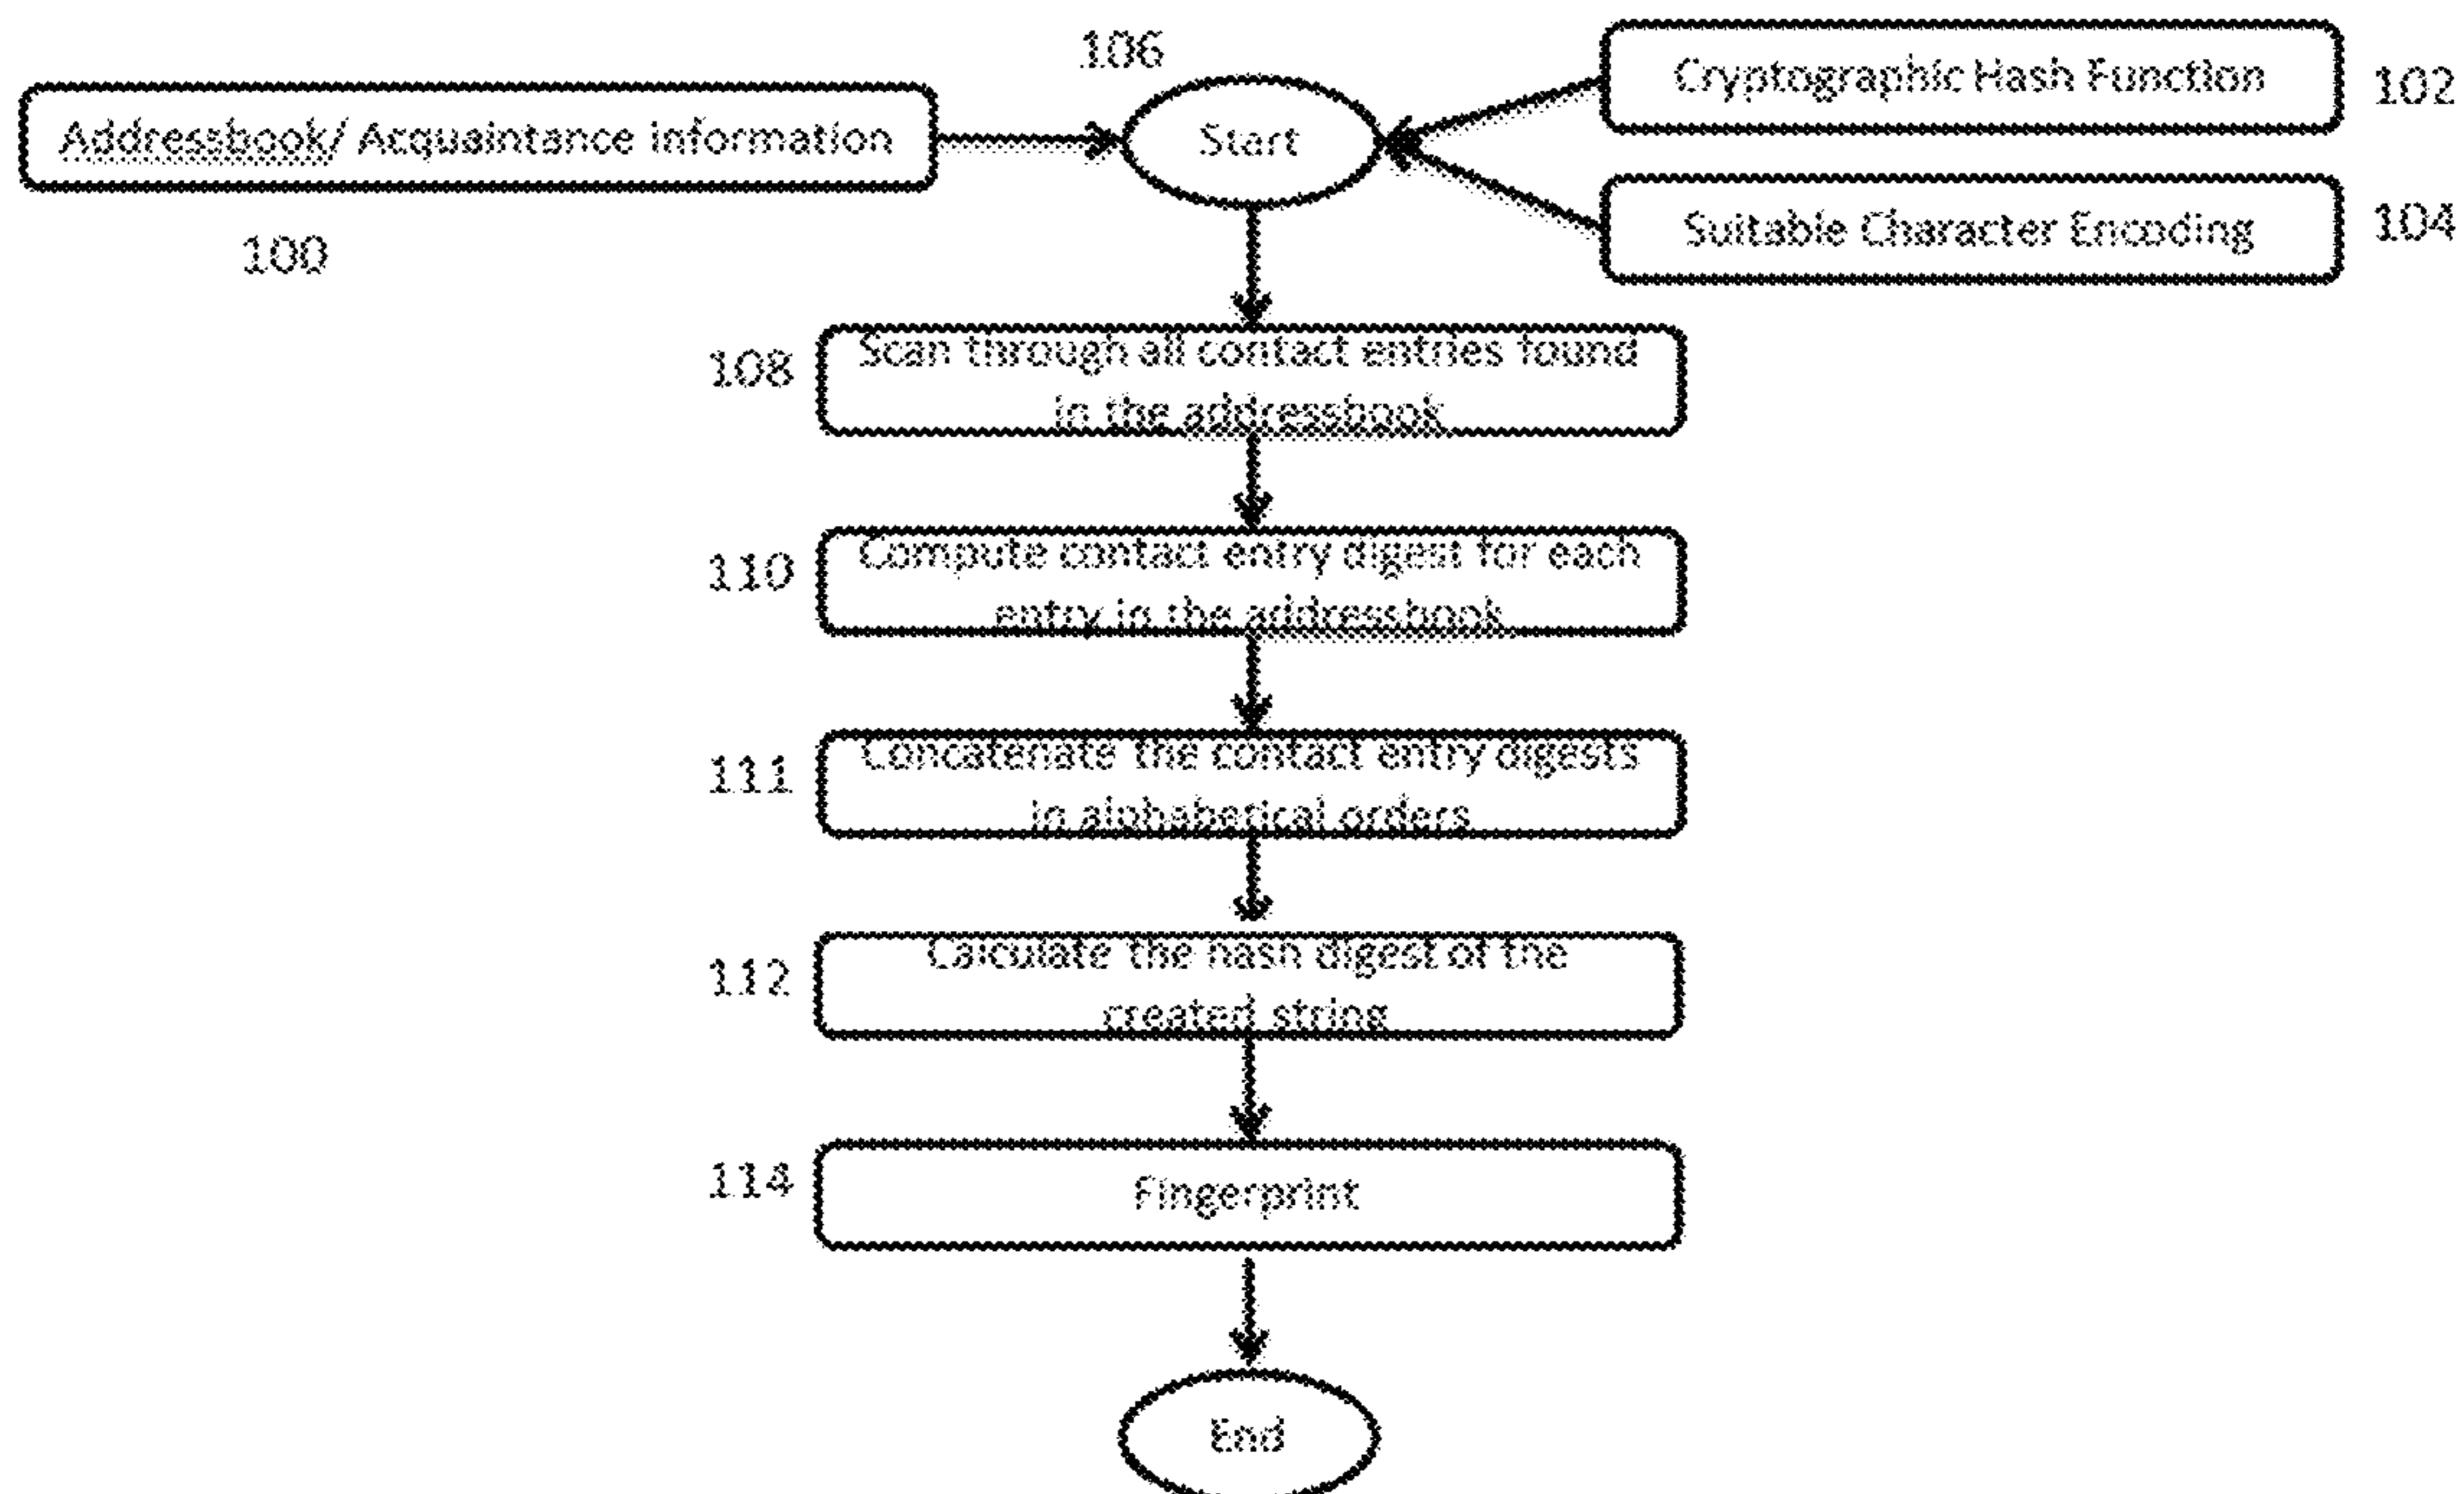 106
Cryptographic Hash Function
102
Addressbook/ Acquaintance Information
Start
100
Suitable Character Encoding
104
108
Scan through all contact entries found
in the addressbook
110
Compute contact entry digest for each
entry in the addressbook
111
Concatenate the contact entry digests
in alphabetical orders
112
Calculate the hash digest of the
created string
114
Fingerprint
End